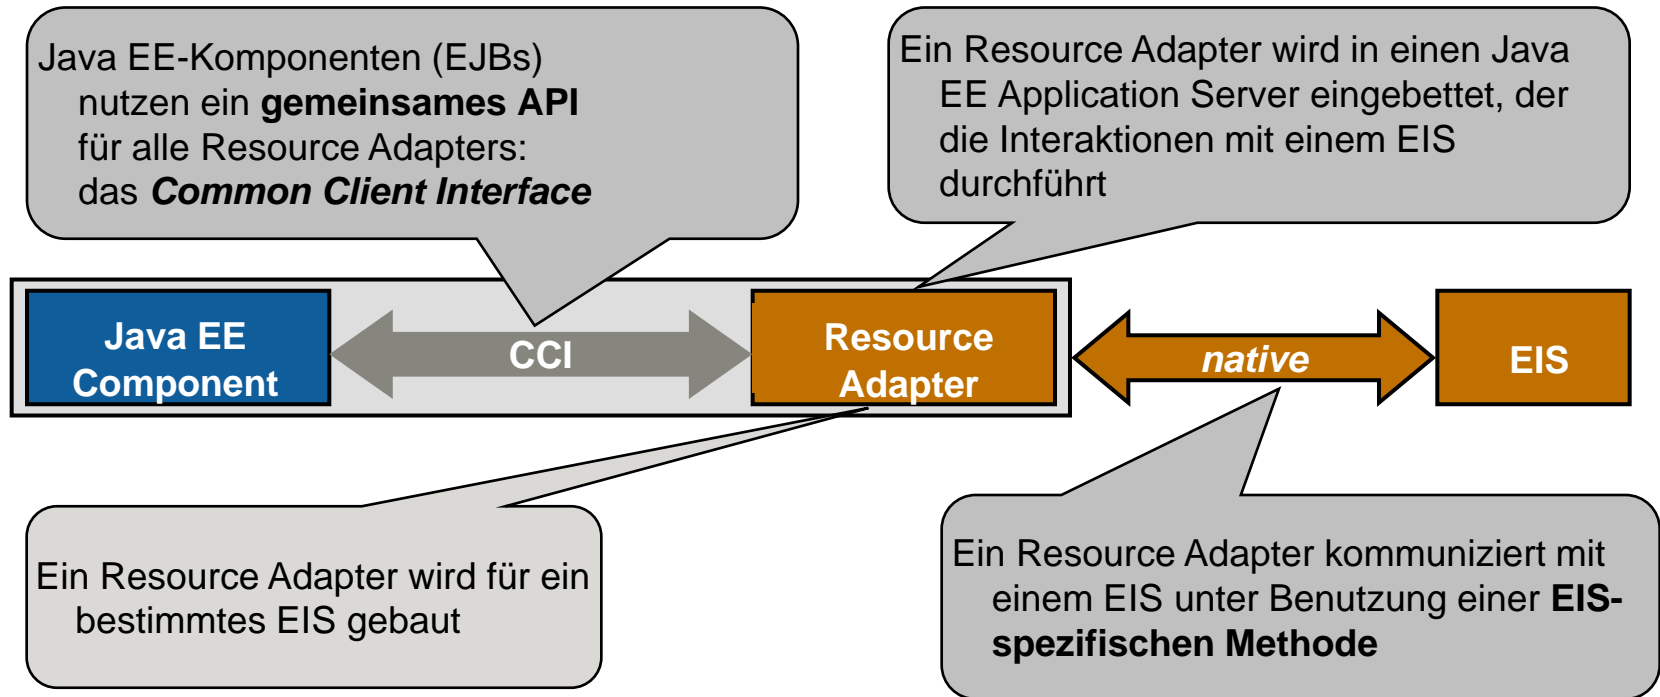 Java EE-Komponenten (EJBs)
nutzen ein gemeinsames API
für alle Resource Adapters:
das Common Client Interface
Ein Resource Adapter wird in einen Java
EE Application Server eingebettet, der
die Interaktionen mit einem EIS
durchführt
Java EE
Component
CCI
Resource
Adapter
native
EIS
Ein Resource Adapter wird für ein
bestimmtes EIS gebaut
Ein Resource Adapter kommuniziert mit
einem EIS unter Benutzung einer EIS-
spezifischen Methode